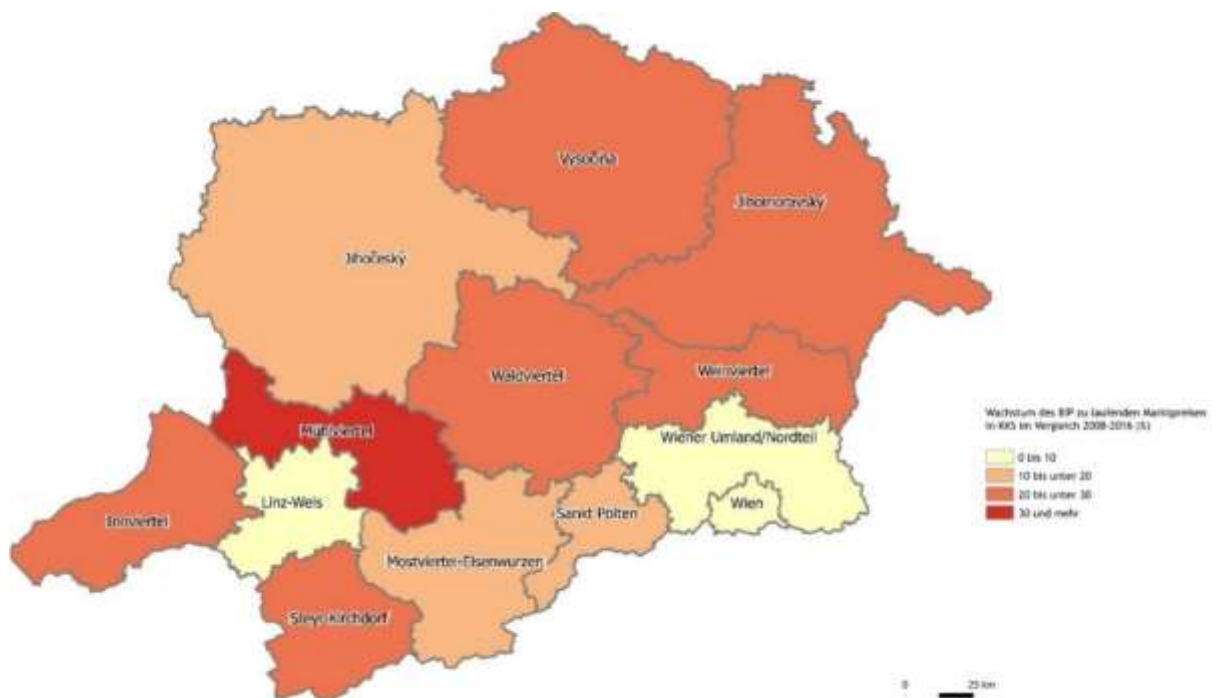 Vysočina
Jihomoravský
Jihočeský
Waldviertel
Weinviertel
Mühlviertel
Wiener Umland/Nordteil
Linz-Wels
Wien
Sankt Pölten
Innviertel
Mostviertel-Eisenwurzen
Steyr-Kirchdorf
Wachstum des BIP zu laufenden Marktpreisen
in KKS im Vergleich 2008-2016 (%)
0 bis 10
10 bis unter 20
20 bis unter 30
30 und mehr
0 25 km